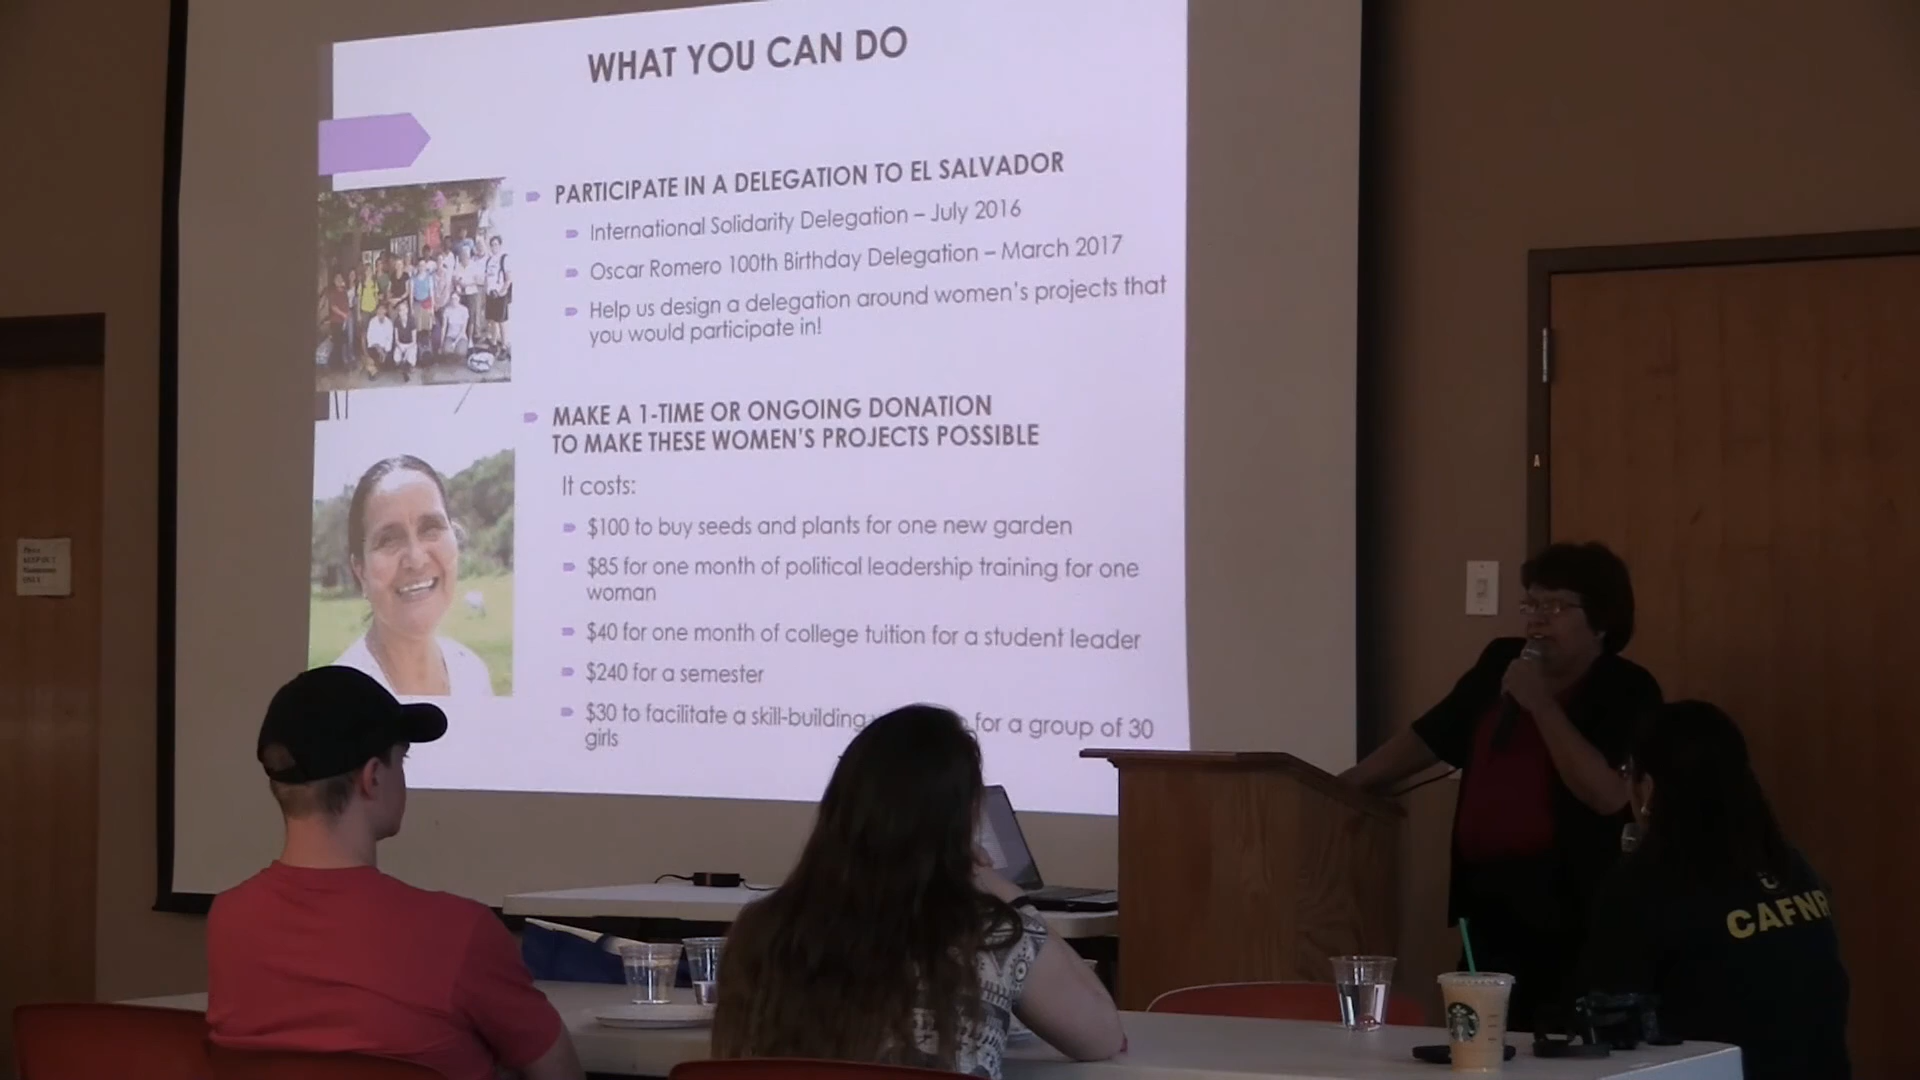 WHAT YOU CAN DO
PARTICIPATE IN A DELEGATION TO EL SALVADOR
International Solidarity Delegation – July 2016
Oscar Romero 100th Birthday Delegation – March 2017
Help us design a delegation around women's projects that
you would participate in!
MAKE A 1-TIME OR ONGOING DONATION
TO MAKE THESE WOMEN'S PROJECTS POSSIBLE
It costs:
$100 to buy seeds and plants for one new garden
$85 for one month of political leadership training for one
woman
$40 for one month of college tuition for a student leader
$240 for a semester
$30 to facilitate a skill-building for a group of 30
girls
A
CAFNR